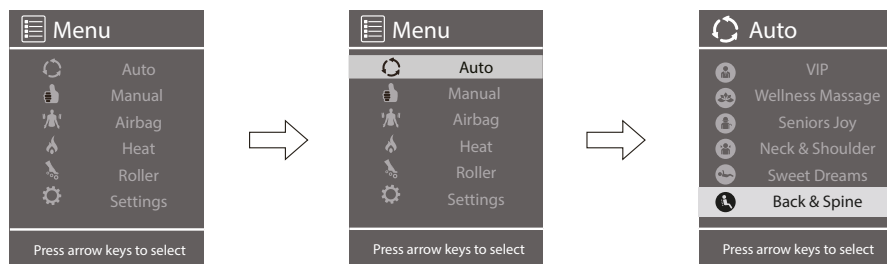 Menu
Auto
Manual
Airbag
Heat
Roller
Settings
Press arrow keys to select
Menu
Auto
Manual
Airbag
Heat
Roller
Settings
Press arrow keys to select
Auto
VIP
Wellness Massage
Seniors Joy
Neck & Shoulder
Sweet Dreams
Back & Spine
Press arrow keys to select